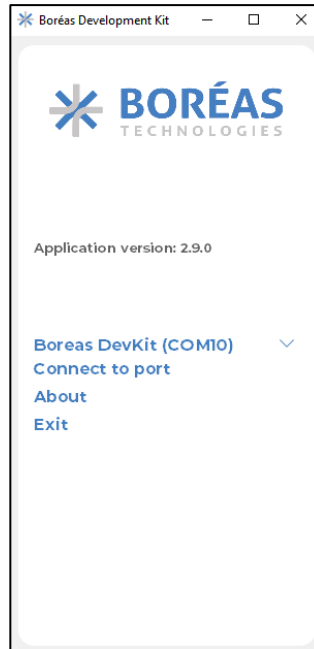 Boréas Development Kit
BORÉAS
TECHNOLOGIES
Application version: 2.9.0
Boreas DevKit (COM10)
Connect to port
About
Exit